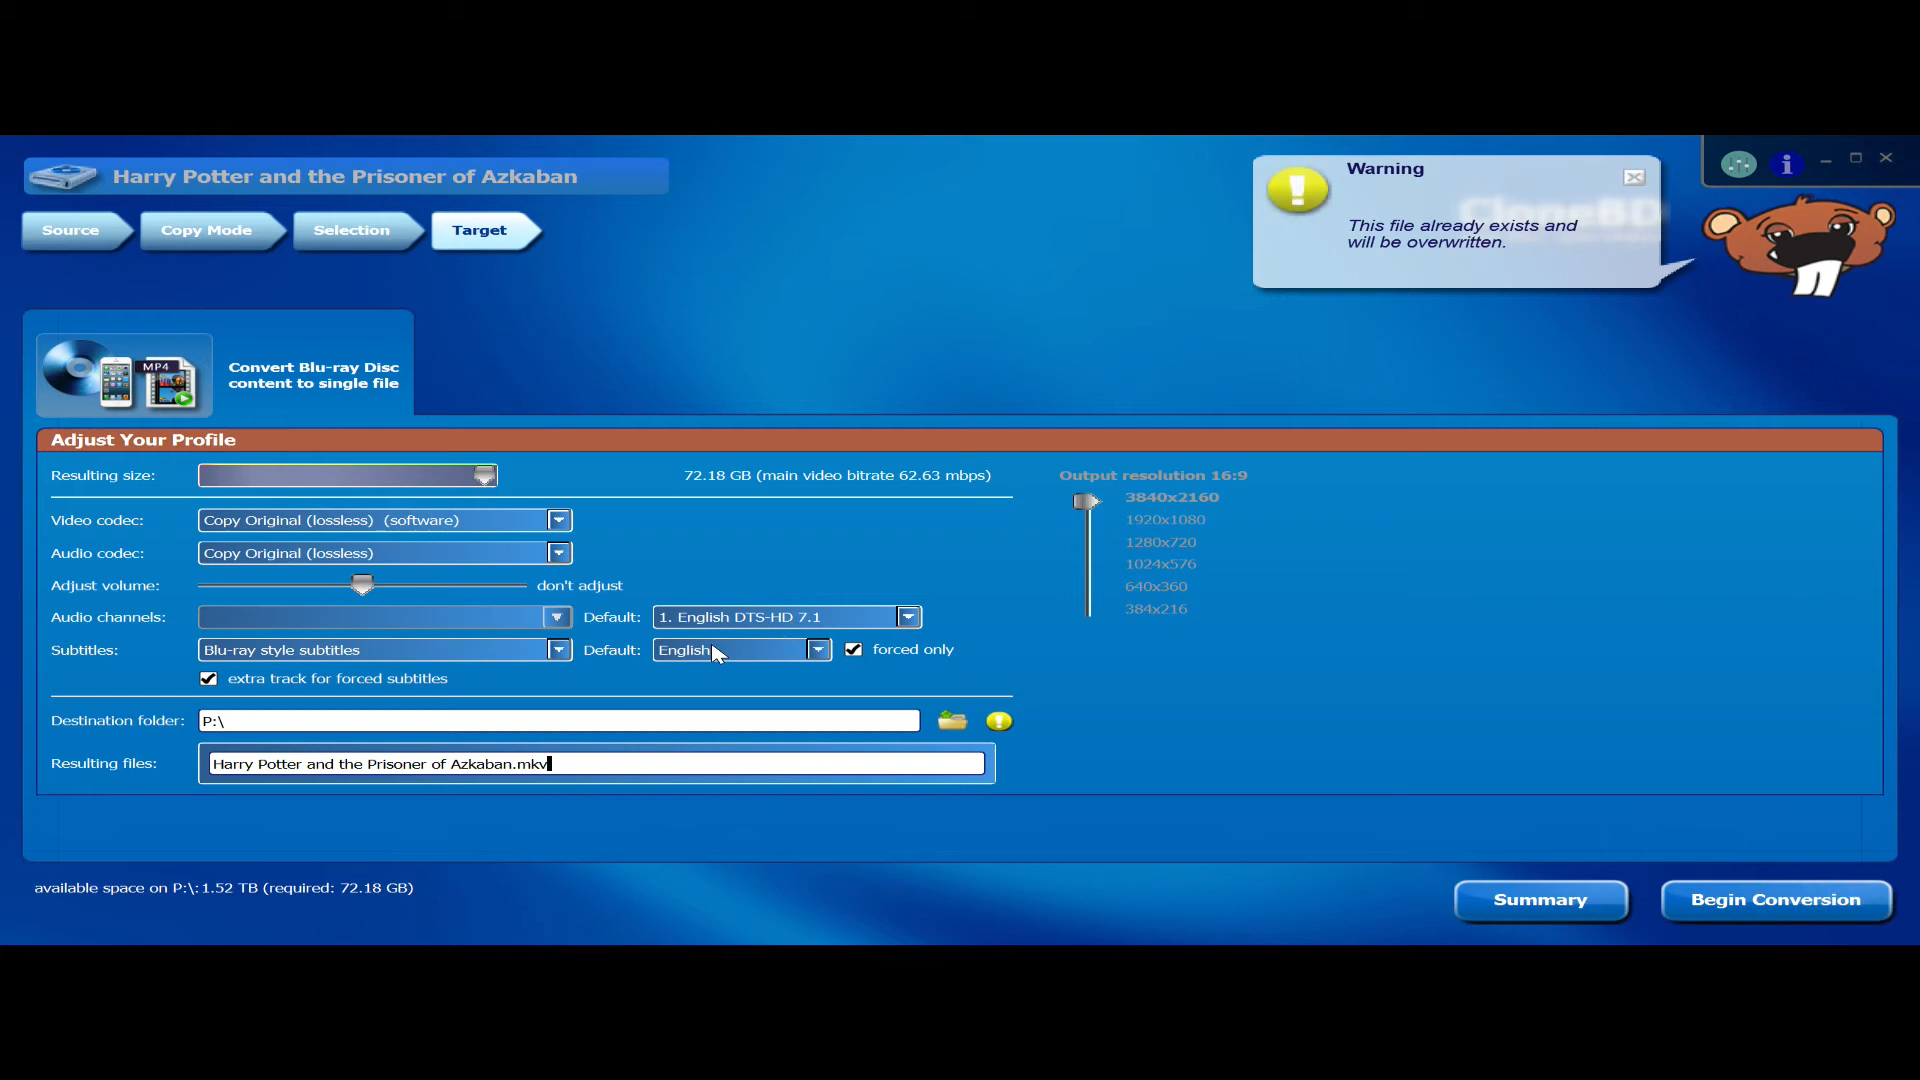 Harry Potter and the Prisoner of Azkaban
Source
Copy Mode
Selection
Target
Warning
This file already exists and
will be overwritten.
CloneBD
MP4
Convert Blu-ray Disc
content to single file
Adjust Your Profile
Resulting size:
72.18 GB (main video bitrate 62.63 mbps)
Video codec:
Copy Original (lossless)  (software)
Audio codec:
Copy Original (lossless)
Adjust volume:
don't adjust
Audio channels:
Default:
1. English DTS-HD 7.1
Subtitles:
Blu-ray style subtitles
Default:
English
forced only
extra track for forced subtitles
Destination folder:
P:\
Resulting files:
Harry Potter and the Prisoner of Azkaban.mkv
Output resolution 16:9
3840x2160
1920x1080
1280x720
1024x576
640x360
384x216
available space on P:\: 1.52 TB (required: 72.18 GB)
Summary
Begin Conversion